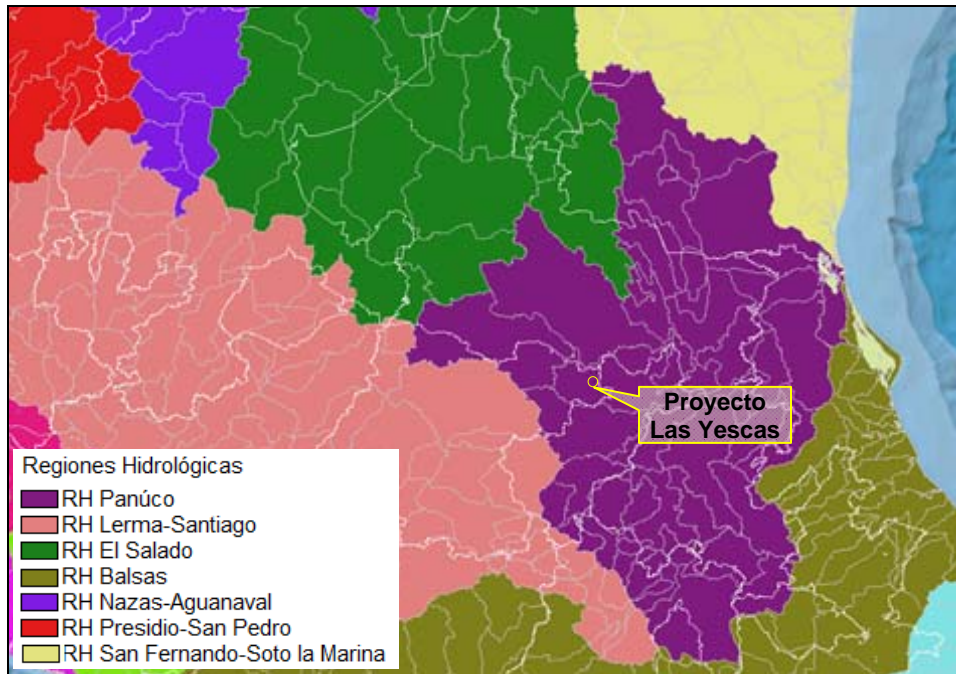 Proyecto
Las Yescas
Regiones Hidrológicas
RH Panúco
RH Lerma-Santiago
RH El Salado
RH Balsas
RH Nazas-Aguanaval
RH Presidio-San Pedro
RH San Fernando-Soto la Marina